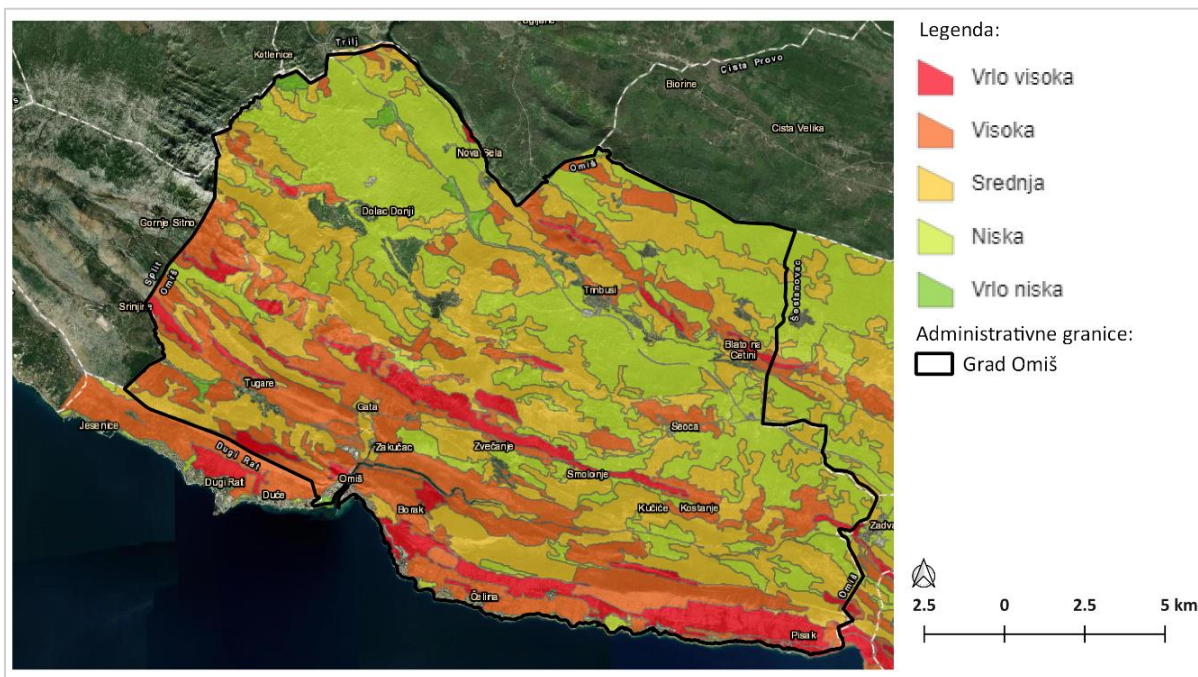 Trilj
Kotlenice
Cista Provo
Biorine
Cista Velika
Nova Sela
Omiš
Dolac Donji
Gornje Sitno
Split
Omiš
Šestanovac
Srinjine
Trnbusi
Blato na
Cetini
Tugare
Gata
Jesenice
Seoca
Zakučac
Zvečanje
Dugi Rat
Smolonje
Omiš
Dugi Rat
Duće
Borak
Kučiće
Kostanje
Zadva
Omiš
Čelina
Pisak
Legenda:
Vrlo visoka
Visoka
Srednja
Niska
Vrlo niska
Administrativne granice:
Grad Omiš
2.5 0 2.5 5 km